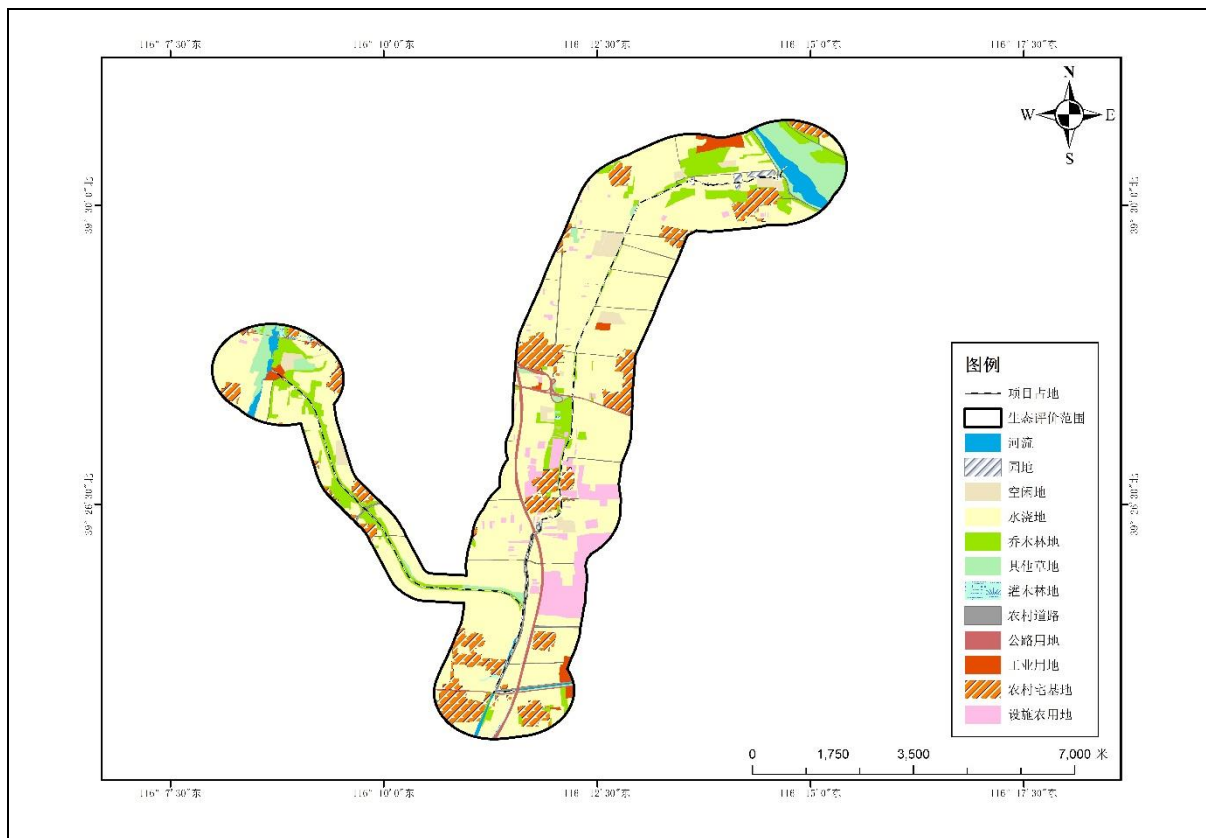 116°7'30"东 116°10'0"东 116°12'30"东 116°15'0"东 116°17'30"东
N
W E
S
39°30'0"北 39°30'0"北
图例
项目占地
生态评价范围
河流
园地
空闲地
水浇地
乔木林地
其他草地
灌木林地
农村道路
公路用地
工业用地
农村宅基地
设施农用地
39°26'30"北 39°26'30"北
0 1,750 3,500 7,000 米
116°7'30"东 116°10'0"东 116°12'30"东 116°15'0"东 116°17'30"东